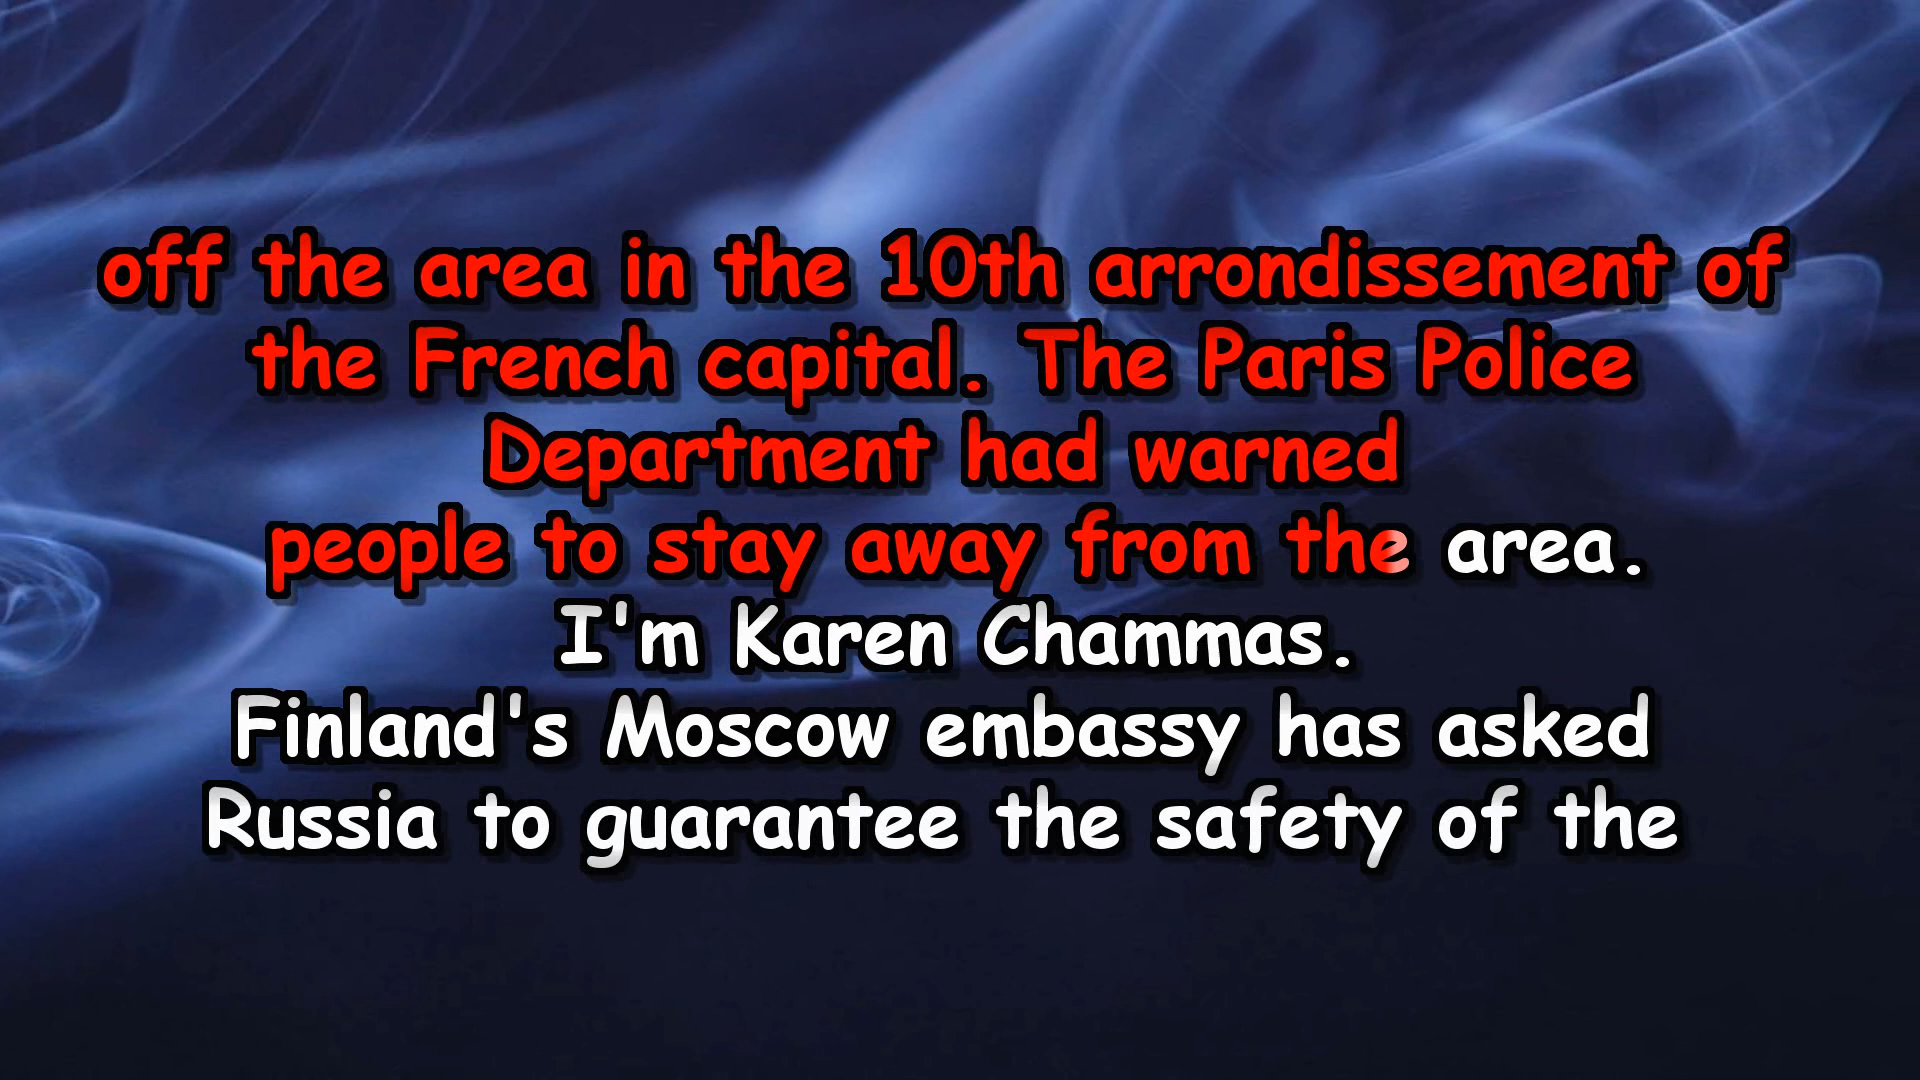 off the area in the 10th arrondissement of
the French capital. The Paris Police
Department had warned
people to stay away from the area.
I'm Karen Chammas.
Finland's Moscow embassy has asked
Russia to guarantee the safety of the